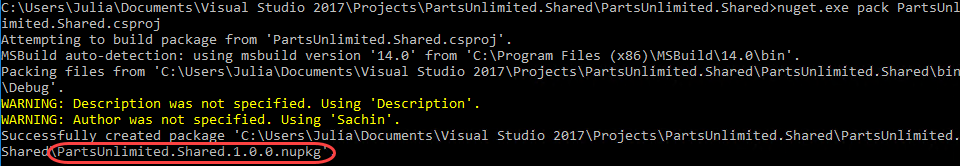 C:\Users\Julia\Documents\Visual Studio 2017\Projects\PartsUnlimited.Shared\PartsUnlimited.Shared>nuget.exe pack PartsUnl
imited.Shared.csproj
Attempting to build package from 'PartsUnlimited.Shared.csproj'.
MSBuild auto-detection: using msbuild version '14.0' from 'C:\Program Files (x86)\MSBuild\14.0\bin'.
Packing files from 'C:\Users\Julia\Documents\Visual Studio 2017\Projects\PartsUnlimited.Shared\PartsUnlimited.Shared\bin
\Debug'.
WARNING: Description was not specified. Using 'Description'.
WARNING: Author was not specified. Using 'Sachin'.
Successfully created package 'C:\Users\Julia\Documents\Visual Studio 2017\Projects\PartsUnlimited.Shared\PartsUnlimited.
Shared\PartsUnlimited.Shared.1.0.0.nupkg'.